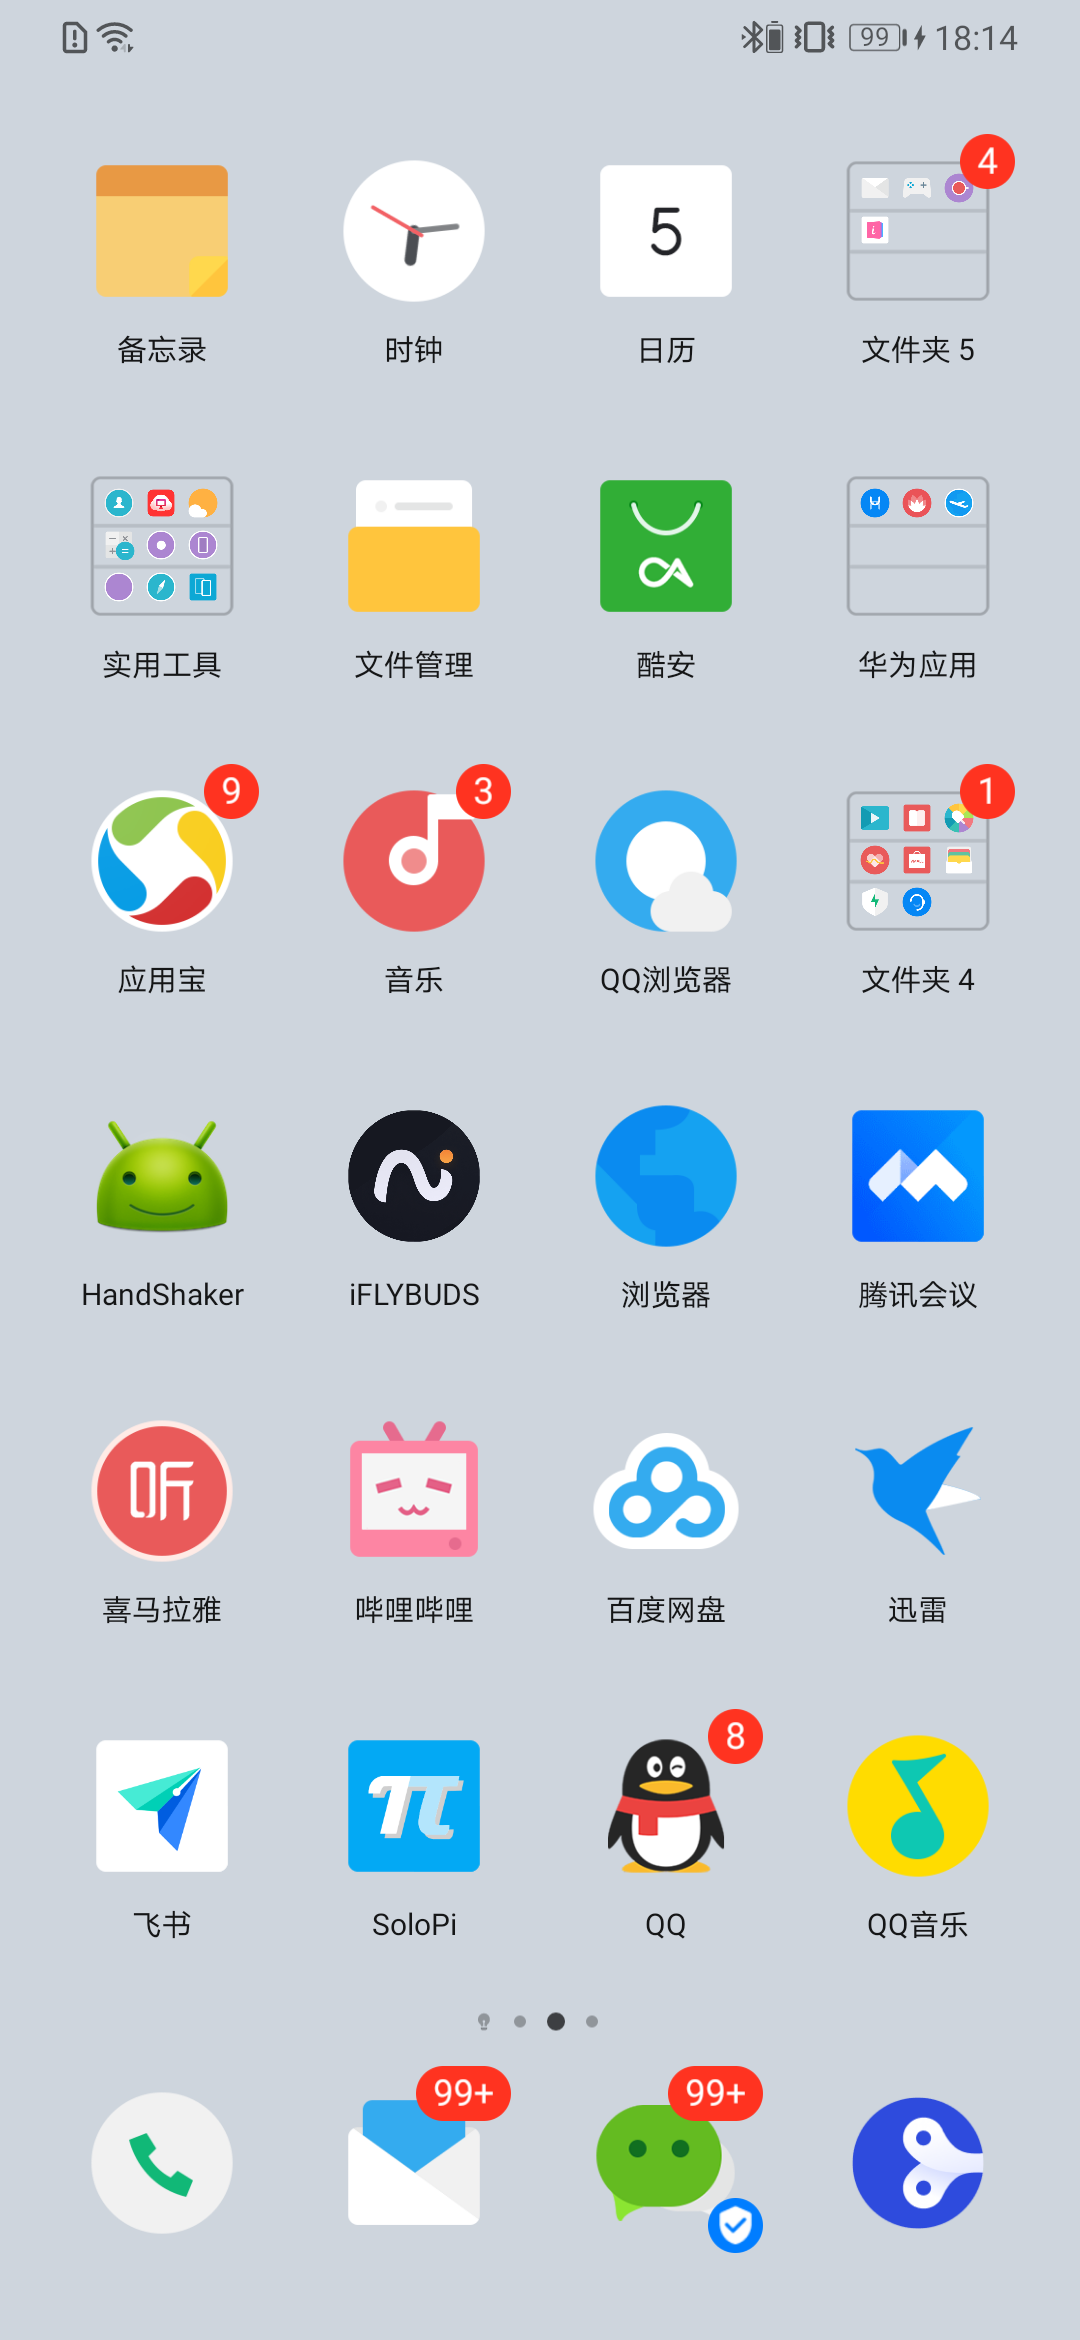 99 18:14
5
4
备忘录 时钟 日历 文件夹 5
实用工具 文件管理 酷安 华为应用
9 3 1
应用宝 音乐 QQ浏览器 文件夹 4
HandShaker iFLYBUDS 浏览器 腾讯会议
听
喜马拉雅 哔哩哔哩 百度网盘 迅雷
8
飞书 SoloPi QQ QQ音乐
99+ 99+